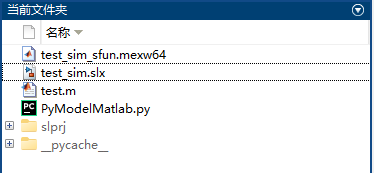 当前文件夹
名称
test_sim_sfun.mexw64
test_sim.slx
test.m
PyModelMatlab.py
slprj
__pycache__